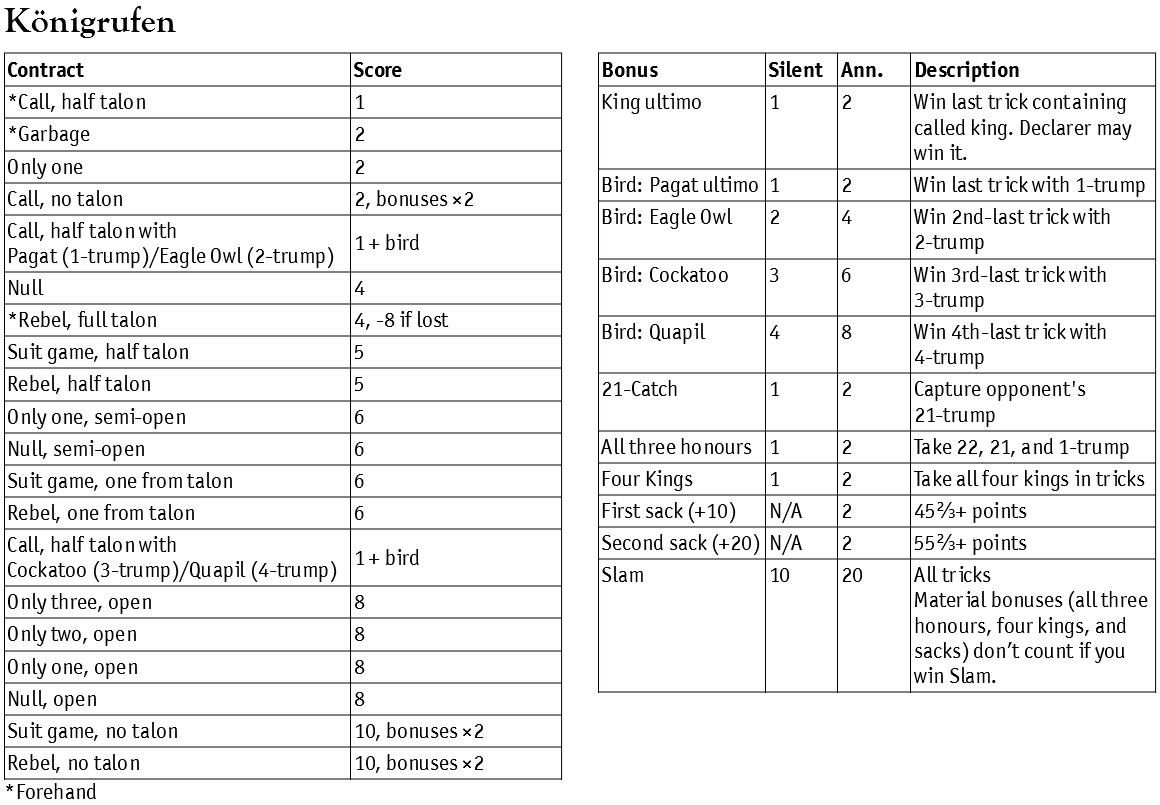 Königrufen
Contract Score
*Call, half talon 1
*Garbage 2
Only one 2
Call, no talon 2, bonuses ×2
Call, half talon with
Pagat (1-trump)/Eagle Owl (2-trump) 1 + bird
Null 4
*Rebel, full talon 4, -8 if lost
Suit game, half talon 5
Rebel, half talon 5
Only one, semi-open 6
Null, semi-open 6
Suit game, one from talon 6
Rebel, one from talon 6
Call, half talon with
Cockatoo (3-trump)/Quapil (4-trump) 1 + bird
Only three, open 8
Only two, open 8
Only one, open 8
Null, open 8
Suit game, no talon 10, bonuses ×2
Rebel, no talon 10, bonuses ×2
*Forehand
Bonus Silent Ann. Description
King ultimo 1 2 Win last trick containing
called king. Declarer may
win it.
Bird: Pagat ultimo 1 2 Win last trick with 1-trump
Bird: Eagle Owl 2 4 Win 2nd-last trick with
2-trump
Bird: Cockatoo 3 6 Win 3rd-last trick with
3-trump
Bird: Quapil 4 8 Win 4th-last trick with
4-trump
21-Catch 1 2 Capture opponent's
21-trump
All three honours 1 2 Take 22, 21, and 1-trump
Four Kings 1 2 Take all four kings in tricks
First sack (+10) N/A 2 45⅔+ points
Second sack (+20) N/A 2 55⅔+ points
Slam 10 20 All tricks
Material bonuses (all three
honours, four kings, and
sacks) don’t count if you
win Slam.